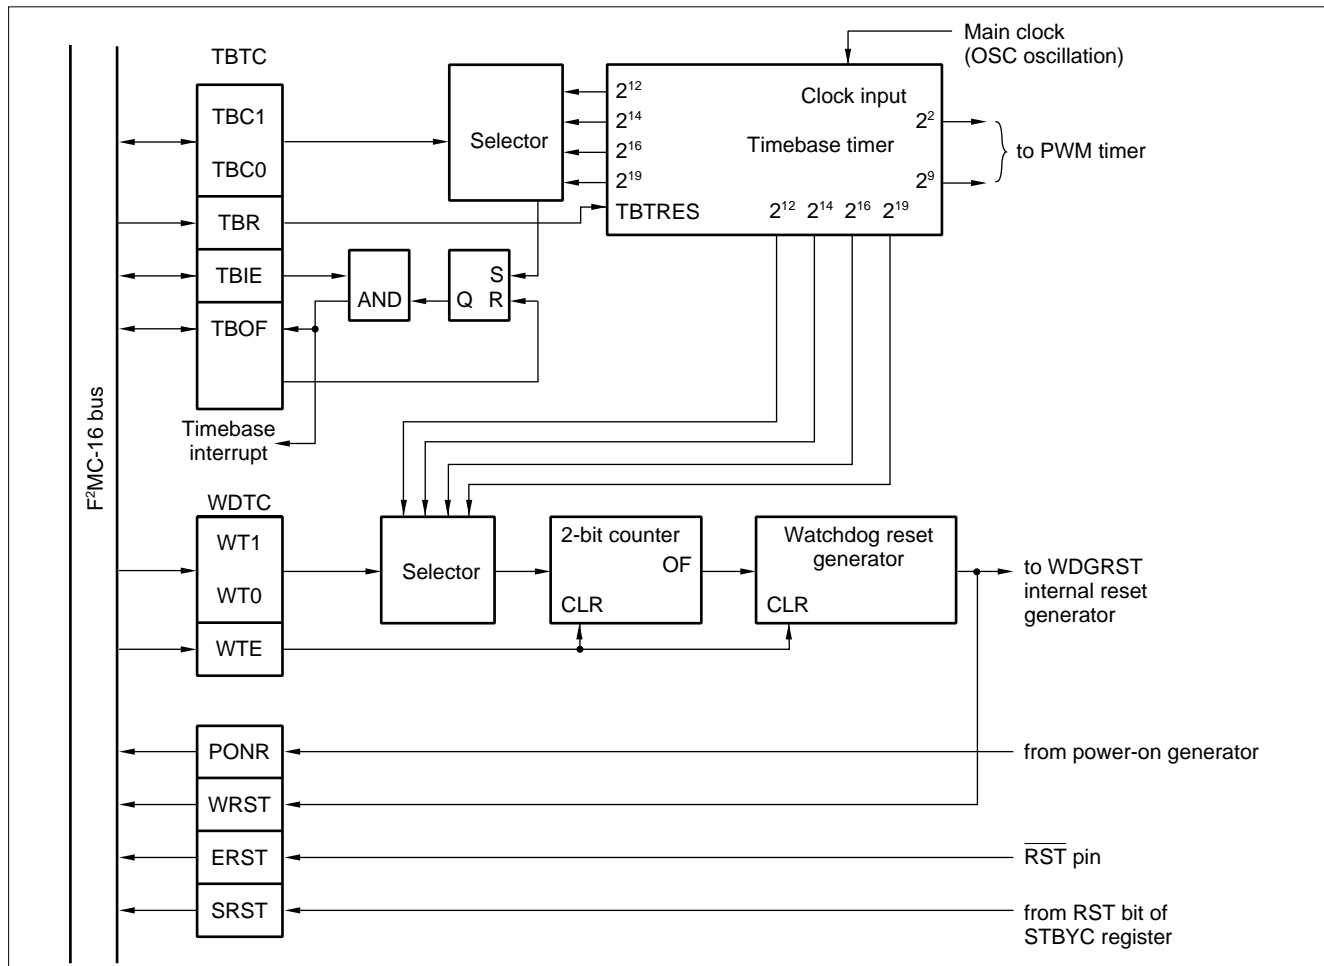 Main clock
(OSC oscillation)
TBTC
TBC1
TBC0
TBR
TBIE
TBOF
Selector
2¹²
2¹⁴
2¹⁶
2¹⁹
TBTRES
Clock input
Timebase timer
2²
2⁹
2¹² 2¹⁴ 2¹⁶ 2¹⁹
to PWM timer
AND
S
Q R
Timebase
interrupt
F²MC-16 bus
WDTC
WT1
WT0
WTE
Selector
2-bit counter
OF
CLR
Watchdog reset
generator
CLR
to WDGRST
internal reset
generator
PONR
from power-on generator
WRST
ERST
R̅S̅T̅ pin
SRST
from RST bit of
STBYC register